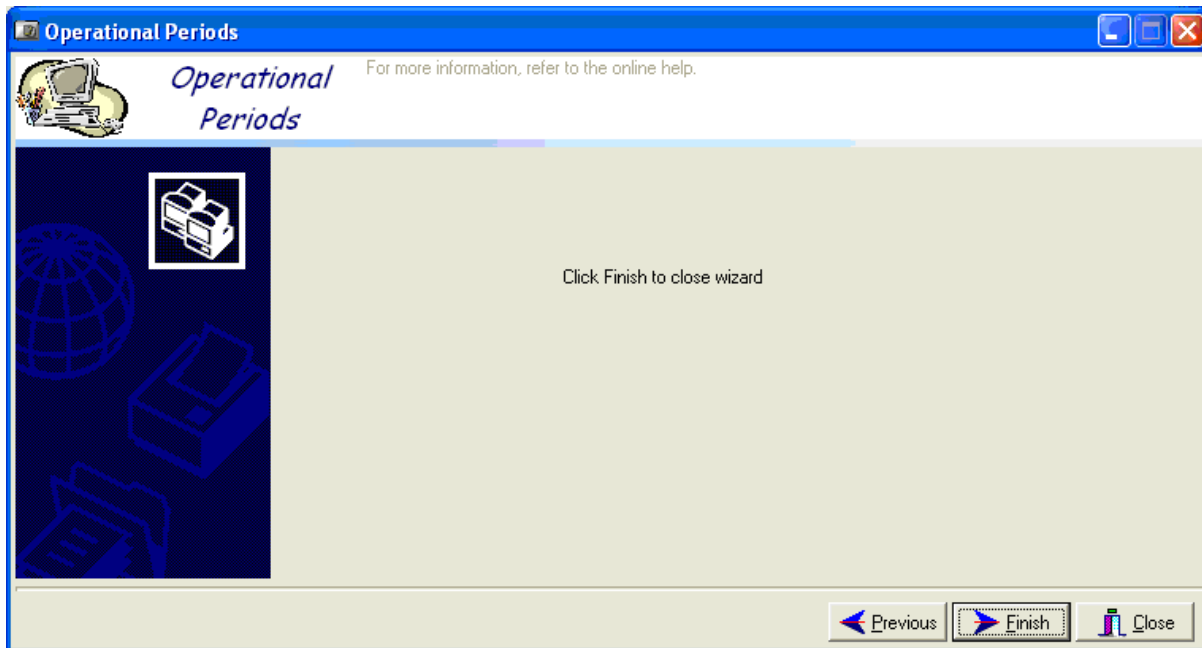 Operational Periods
Operational
Periods
For more information, refer to the online help.
Click Finish to close wizard
Previous
Finish
Close